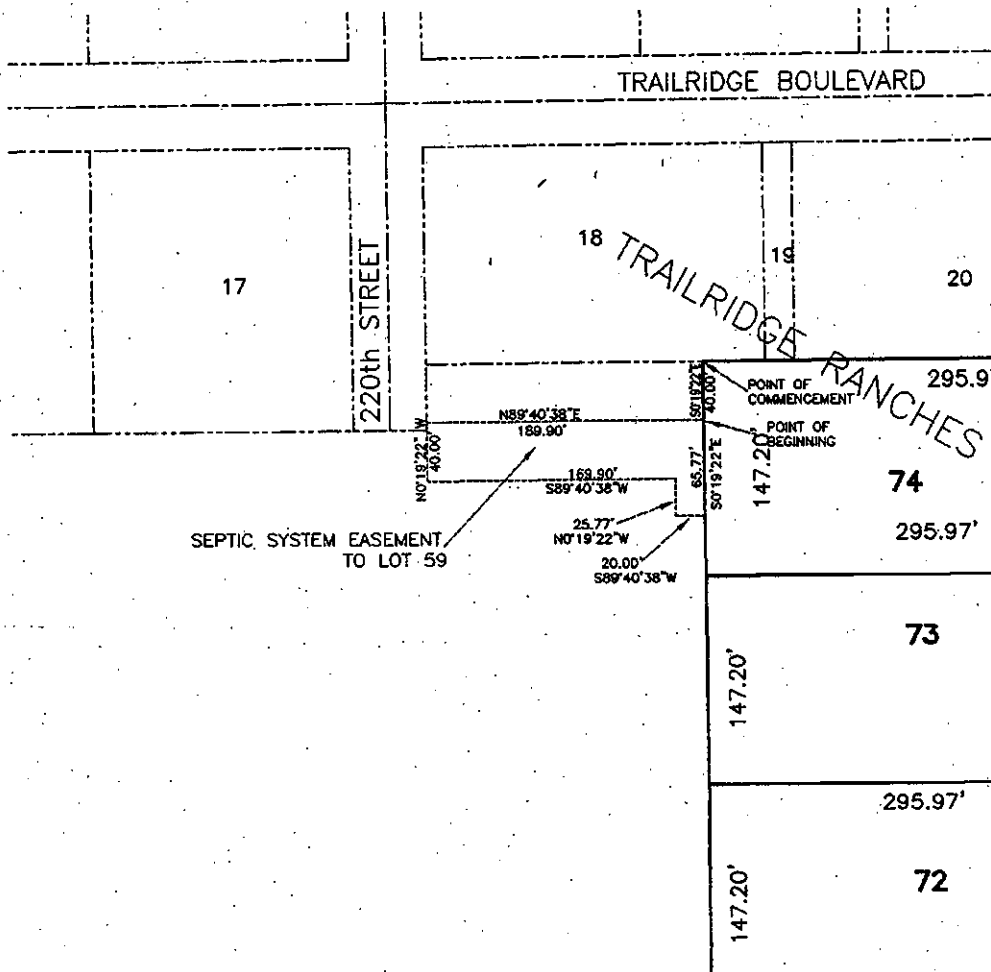 TRAILRIDGE BOULEVARD
18
TRAILRIDGE RANCHES
19
17
20
220th STREET
S0°19'22"E
40.00'
POINT OF
COMMENCEMENT
295.9
N89°40'38"E
189.90'
POINT OF
BEGINNING
N0°19'22" W
40.00'
65.77'
S0°19'22"E
147.20'
74
169.90'
S89°40'38"W
25.77'
N0°19'22"W
295.97'
SEPTIC SYSTEM EASEMENT
TO LOT 59
20.00'
S89°40'38"W
73
147.20'
295.97'
72
147.20'